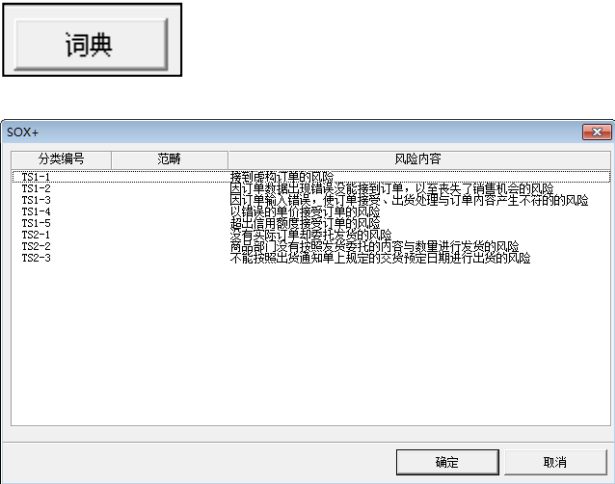 词典
SOX+
分类编号 范畴 风险内容
TS1-1 接到虚构订单的风险
TS1-2 因订单数据出现错误没能接到订单，以至丧失了销售机会的风险
TS1-3 因订单输入错误，使订单接受、出货处理与订单内容产生不符的的风险
TS1-4 以错误的单价接受订单的风险
TS1-5 超出信用额度接受订单的风险
TS2-1 没有实际订单却委托发货的风险
TS2-2 商品部门没有按照发货委托的内容与数量进行发货的风险
TS2-3 不能按照出货通知单上规定的交货预定日期进行出货的风险
确定 取消